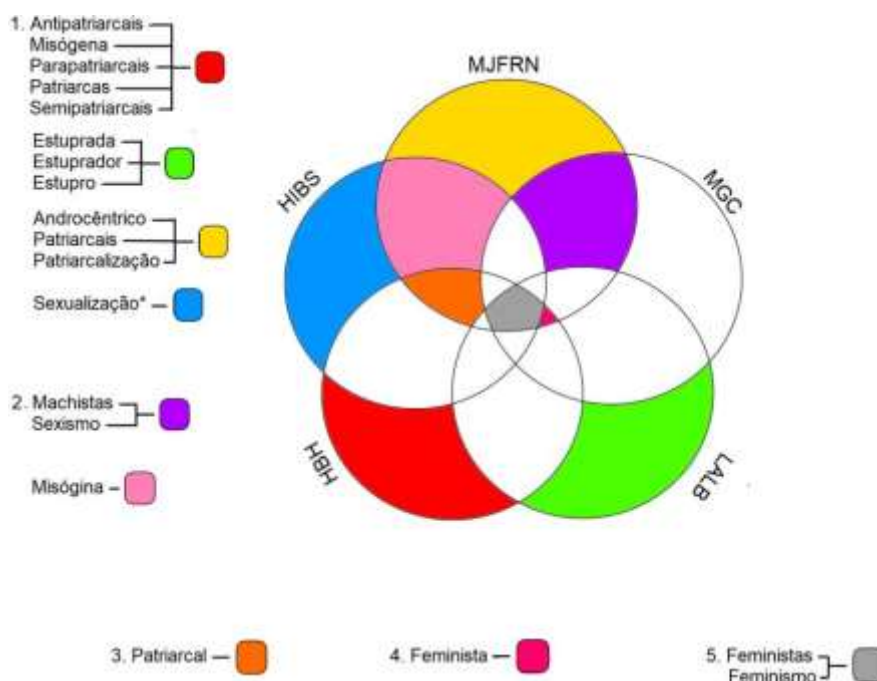 1. Antipatriarcais
Misógena
Parapatriarcais
Patriarcas
Semipatriarcais
Estuprada
Estuprador
Estupro
Androcêntrico
Patriarcais
Patriarcalização
Sexualização*
2. Machistas
Sexismo
Misógina
MJFRN
HIBS
MGC
HBH
LALB
3. Patriarcal
4. Feminista
5. Feministas
Feminismo